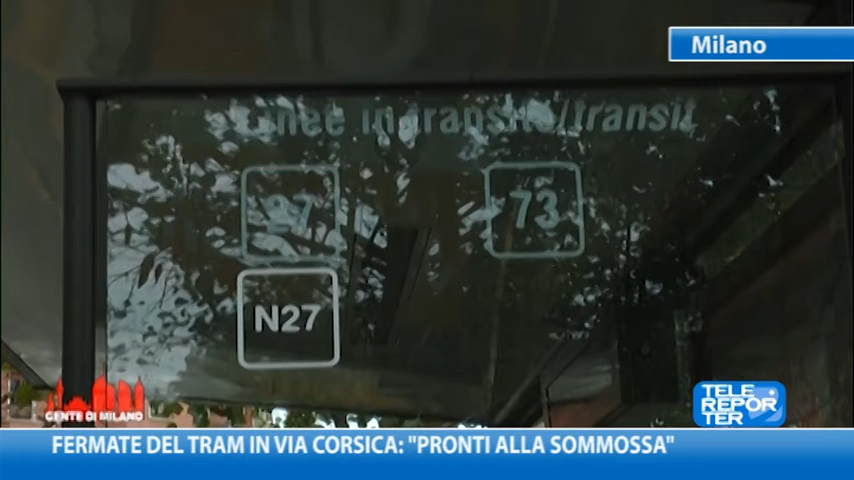 Milano
Linee in transito/transit
27
73
N27
GENTE DI MILANO
TELE
REPOR
TER
FERMATE DEL TRAM IN VIA CORSICA: "PRONTI ALLA SOMMOSSA"